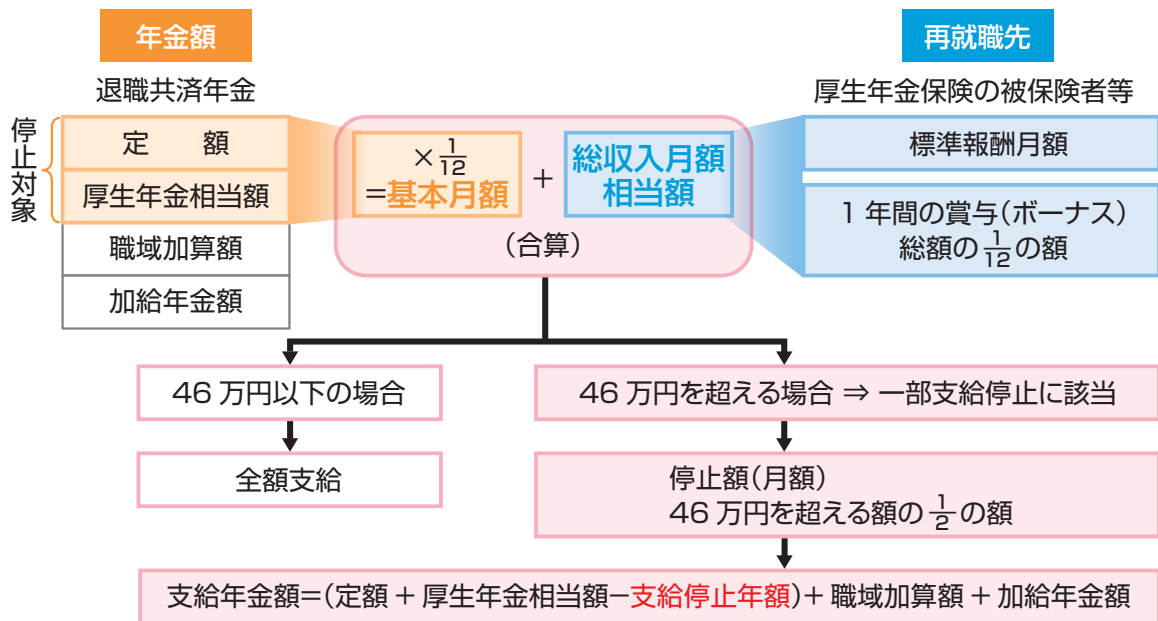 年金額
退職共済年金
停止対象
定　　額
厚生年金相当額
職域加算額
加給年金額
×1/12
=基本月額
+
総収入月額
相当額
(合算)
再就職先
厚生年金保険の被保険者等
標準報酬月額
1年間の賞与(ボーナス)
総額の1/12の額
46万円以下の場合
全額支給
46万円を超える場合 ⇒ 一部支給停止に該当
停止額(月額)
46万円を超える額の1/2の額
支給年金額=(定額 + 厚生年金相当額−支給停止年額)+ 職域加算額 + 加給年金額